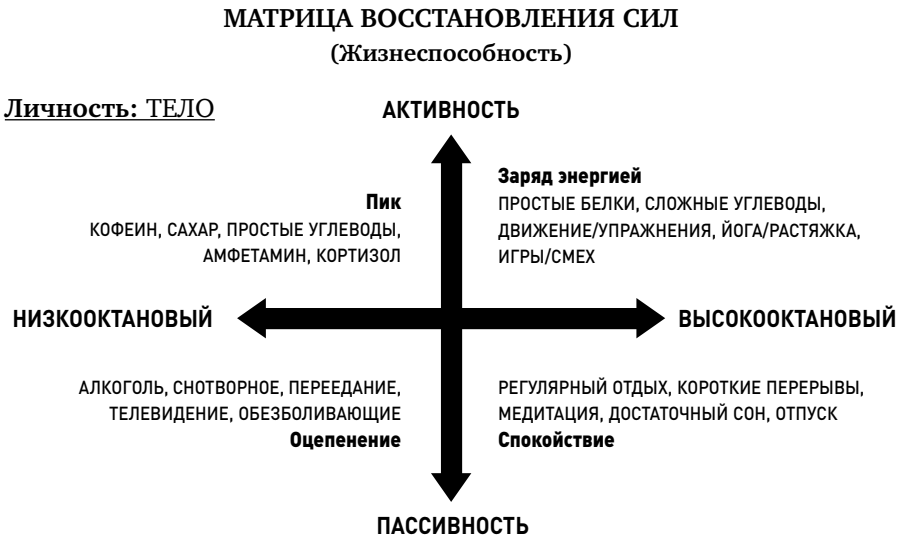 МАТРИЦА ВОССТАНОВЛЕНИЯ СИЛ
(Жизнеспособность)
Личность: ТЕЛО
АКТИВНОСТЬ
Пик
КОФЕИН, САХАР, ПРОСТЫЕ УГЛЕВОДЫ,
АМФЕТАМИН, КОРТИЗОЛ
Заряд энергией
ПРОСТЫЕ БЕЛКИ, СЛОЖНЫЕ УГЛЕВОДЫ,
ДВИЖЕНИЕ/УПРАЖНЕНИЯ, ЙОГА/РАСТЯЖКА,
ИГРЫ/СМЕХ
НИЗКООКТАНОВЫЙ
ВЫСОКООКТАНОВЫЙ
АЛКОГОЛЬ, СНОТВОРНОЕ, ПЕРЕЕДАНИЕ,
ТЕЛЕВИДЕНИЕ, ОБЕЗБОЛИВАЮЩИЕ
Оцепенение
РЕГУЛЯРНЫЙ ОТДЫХ, КОРОТКИЕ ПЕРЕРЫВЫ,
МЕДИТАЦИЯ, ДОСТАТОЧНЫЙ СОН, ОТПУСК
Спокойствие
ПАССИВНОСТЬ